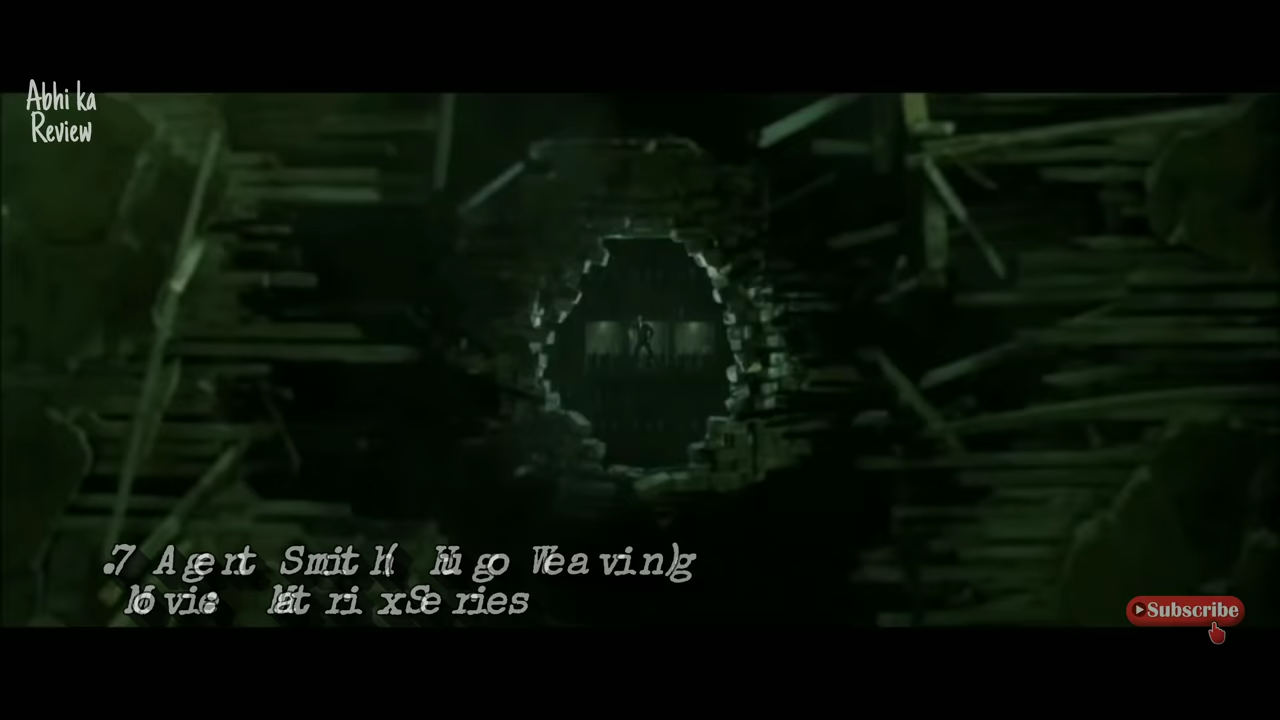 Abhi ka
Review
.7 Agent Smith( Hugo Weaving)
Movie Matrix Series
Subscribe